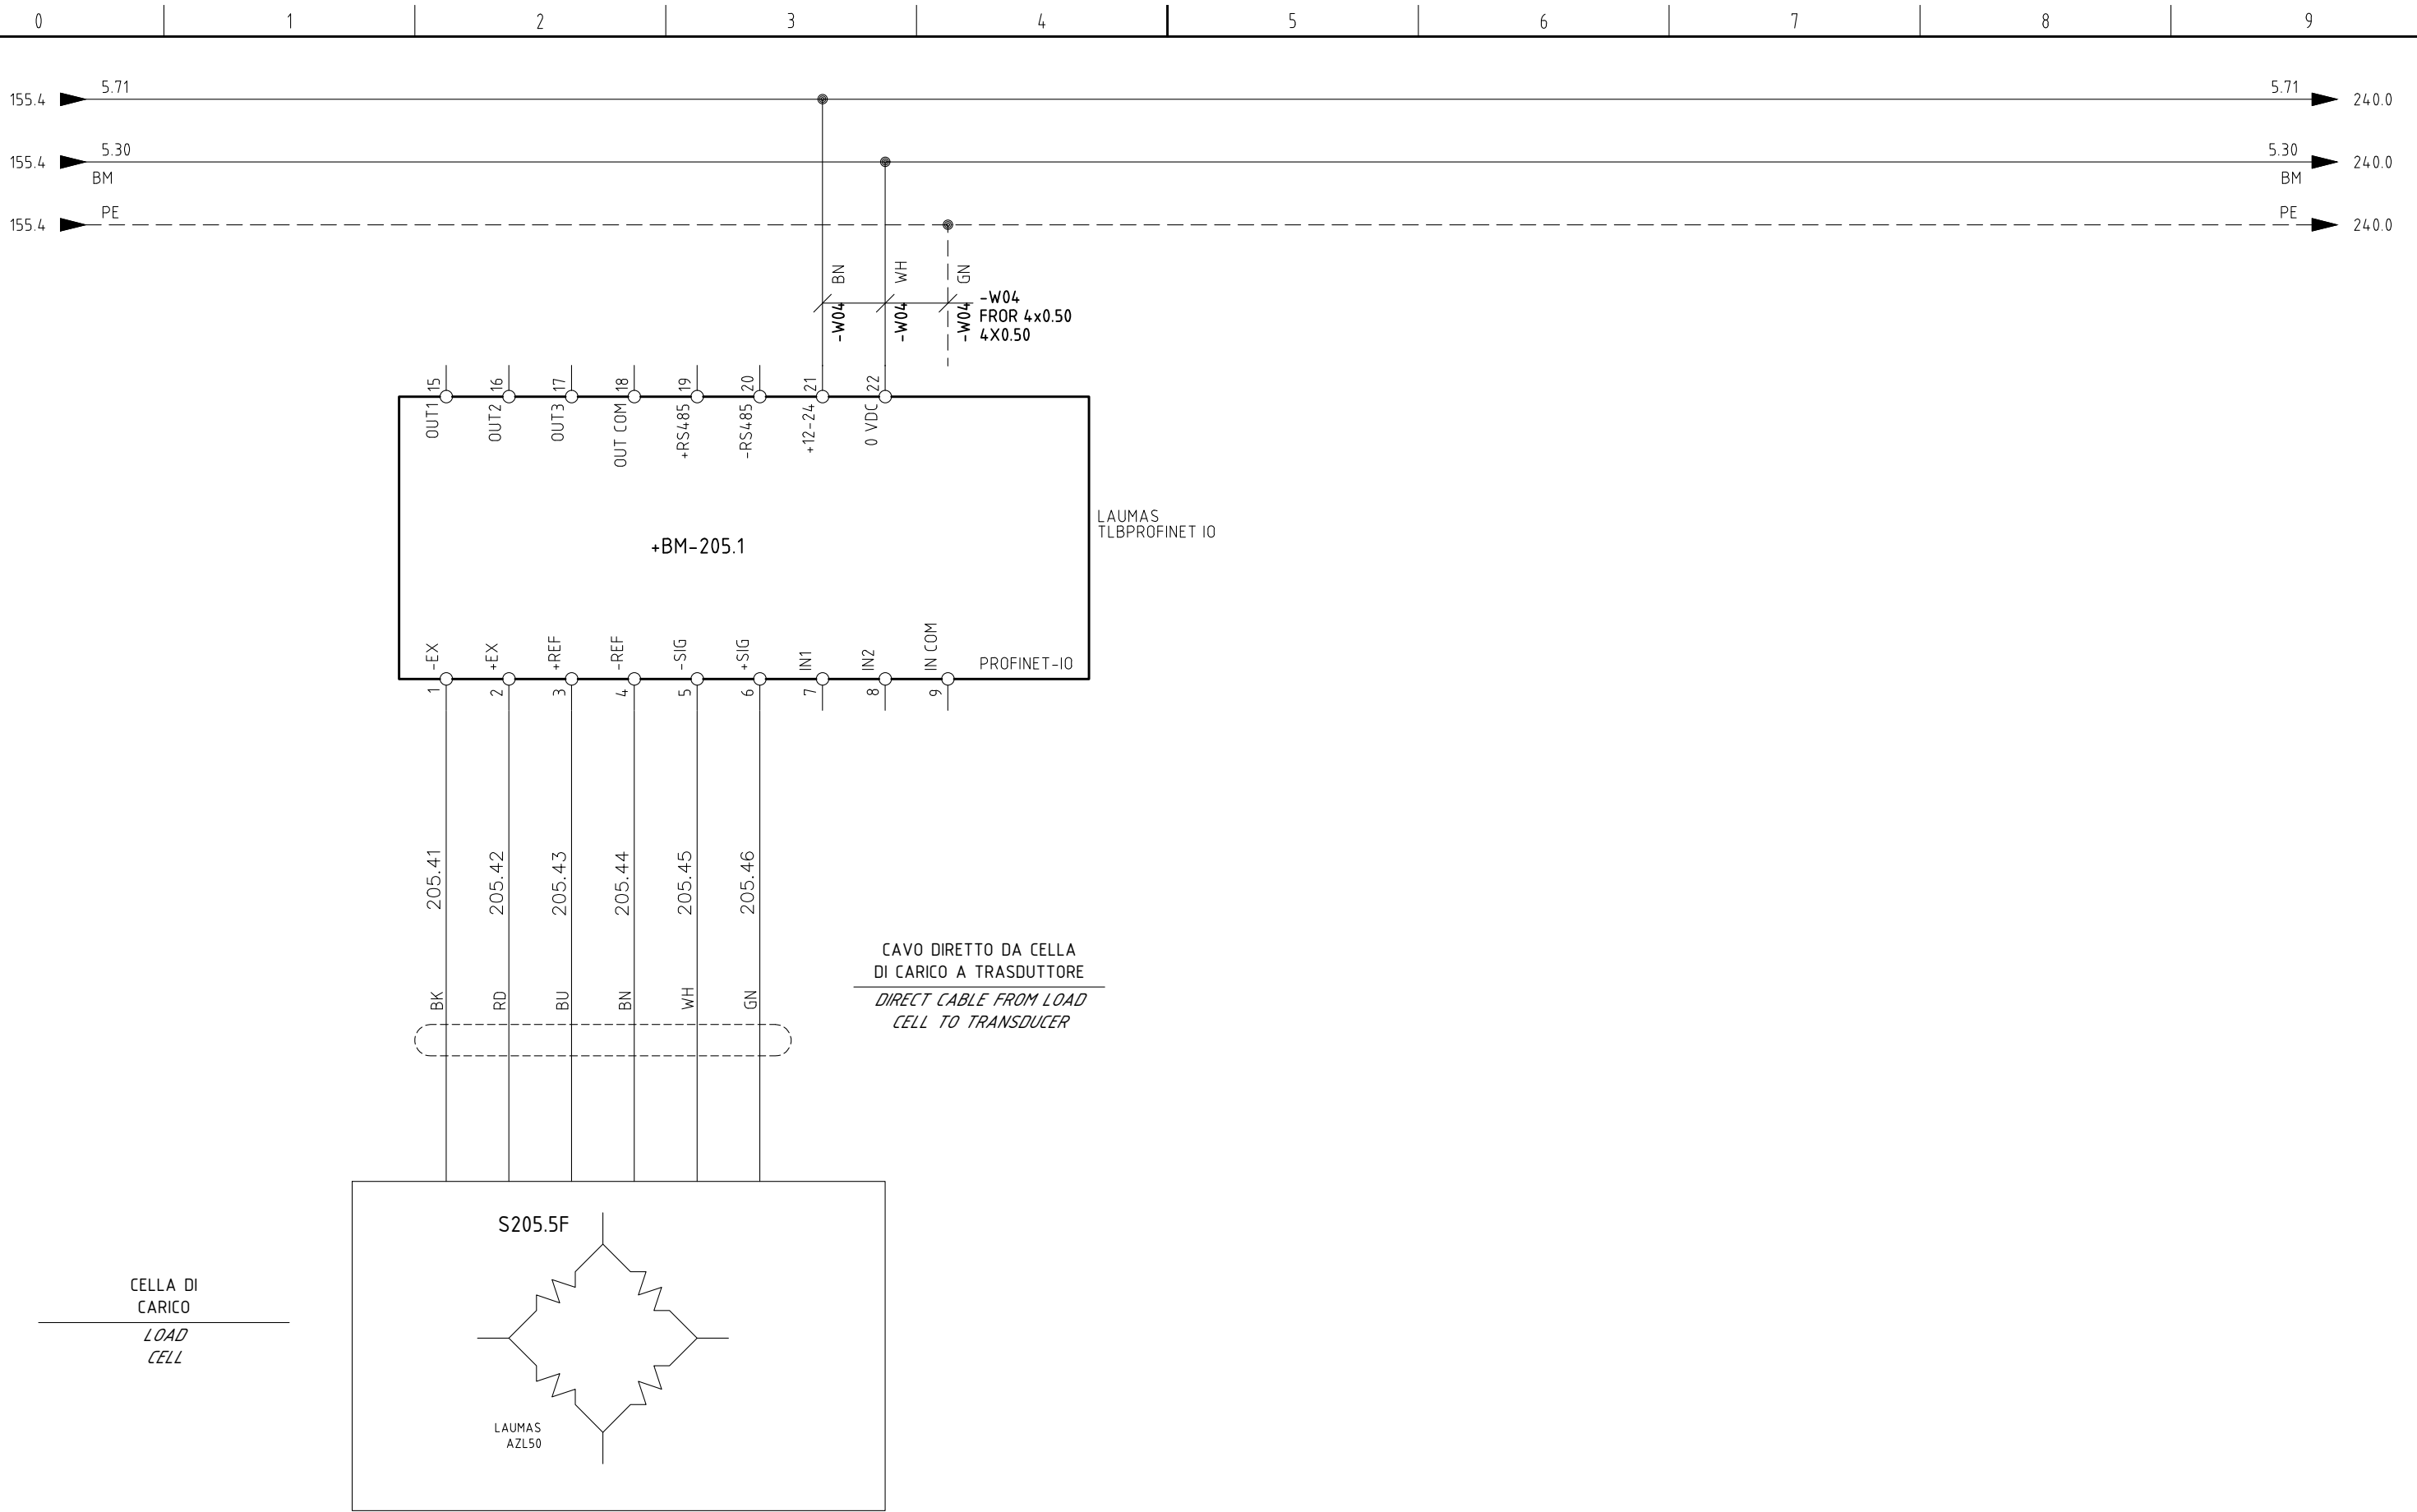 0 1 2 3 4 5 6 7 8 9
155.4 5.71 5.71 240.0
155.4 5.30 5.30 240.0
BM BM
155.4 PE PE 240.0
BN WH GN
-W04 -W04 -W04
-W04
FROR 4x0.50
4X0.50
15 16 17 18 19 20 21 22
OUT1 OUT2 OUT3 OUT COM +RS485 -RS485 +12-24 0 VDC
LAUMAS
TLBPROFINET IO
+BM-205.1
-EX +EX +REF -REF -SIG +SIG IN1 IN2 IN COM
PROFINET-IO
1 2 3 4 5 6 7 8 9
205.41 205.42 205.43 205.44 205.45 205.46
BK RD BU BN WH GN
CAVO DIRETTO DA CELLA
DI CARICO A TRASDUTTORE
DIRECT CABLE FROM LOAD
CELL TO TRANSDUCER
S205.5F
CELLA DI
CARICO
LOAD
CELL
LAUMAS
AZL50